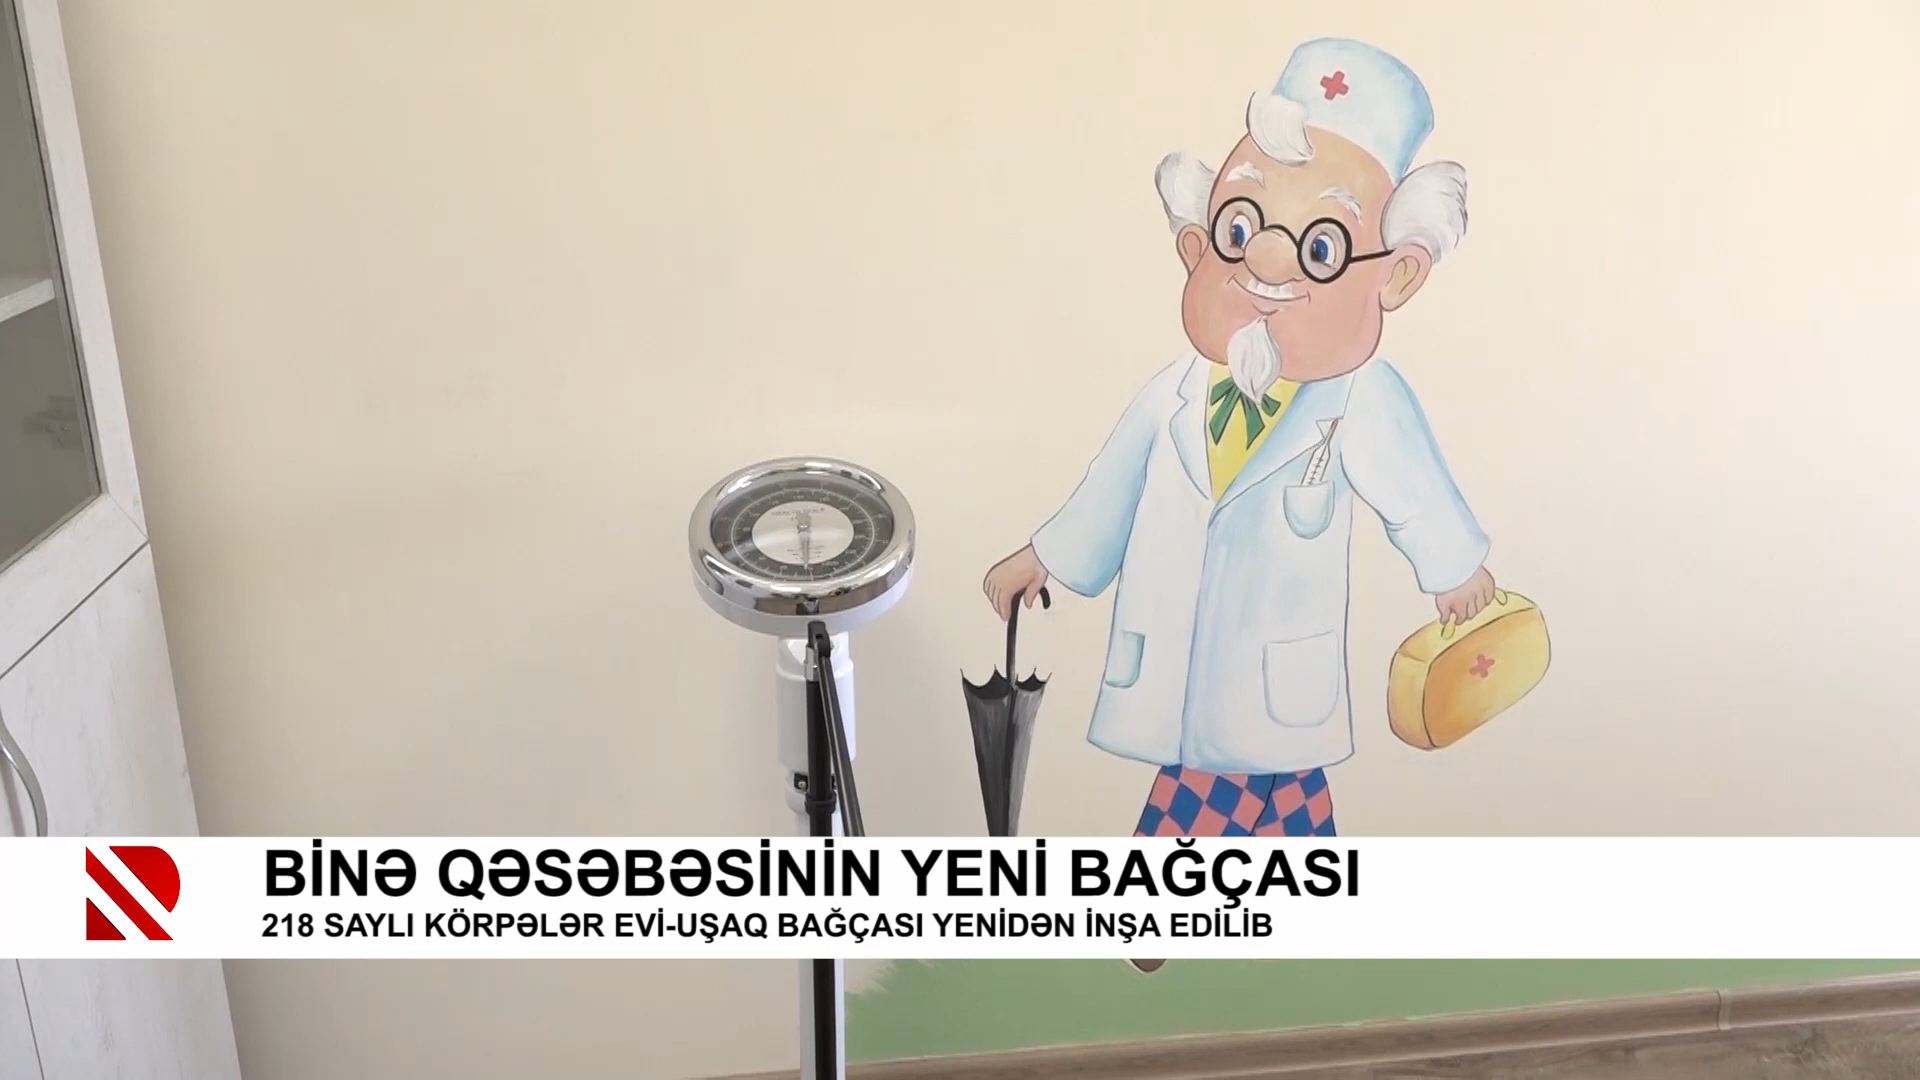 BİNƏ QƏSƏBƏSİNİN YENİ BAĞÇASI
218 SAYLI KÖRPƏLƏR EVİ-UŞAQ BAĞÇASI YENİDƏN İNŞA EDİLİB